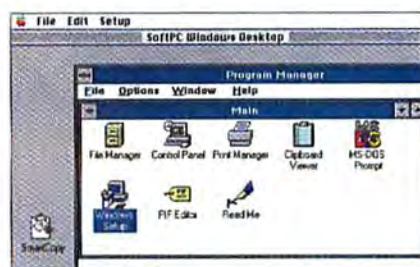 File Edit Setup
SoftPC Windows Desktop
Program Manager
File Options Window Help
Main
File Manager Control Panel Print Manager Clipboard Viewer MS-DOS Prompt
Windows Setup PIF Editor Read Me